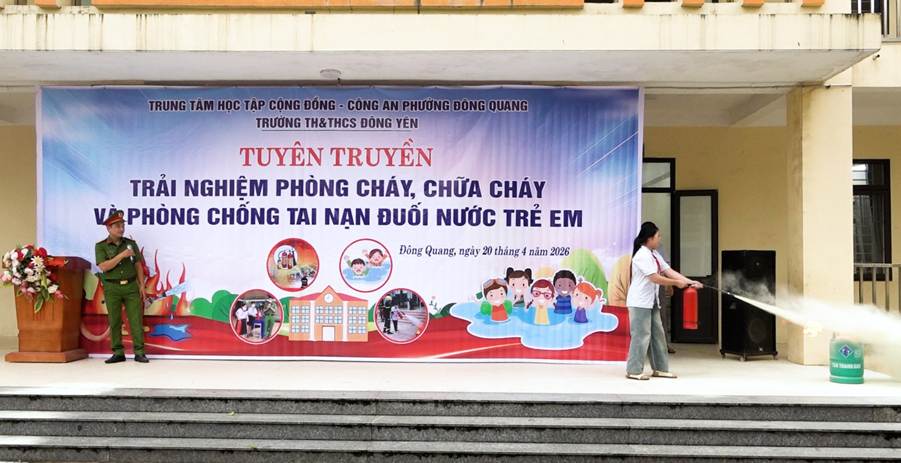 TRUNG TÂM HỌC TẬP CỘNG ĐỒNG - CÔNG AN PHƯỜNG ĐÔNG QUANG
TRƯỜNG TH&THCS ĐÔNG YÊN
TUYÊN TRUYỀN
TRẢI NGHIỆM PHÒNG CHÁY, CHỮA CHÁY
VÀ PHÒNG CHỐNG TAI NẠN ĐUỐI NƯỚC TRẺ EM
Đông Quang, ngày 20 tháng 4 năm 2026